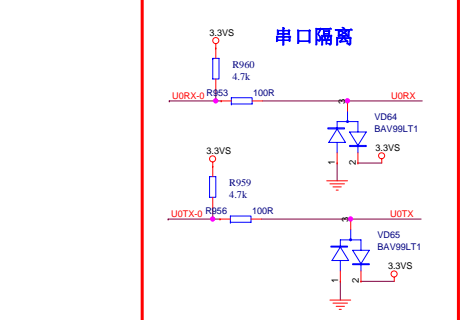 3.3VS
串口隔离
R960
4.7k
U0RX-0 R953 100R U0RX
3
VD64
BAV99LT1
3.3VS
1 2
3.3VS
R959
4.7k
U0TX-0 R956 100R U0TX
3
VD65
BAV99LT1
3.3VS
1 2